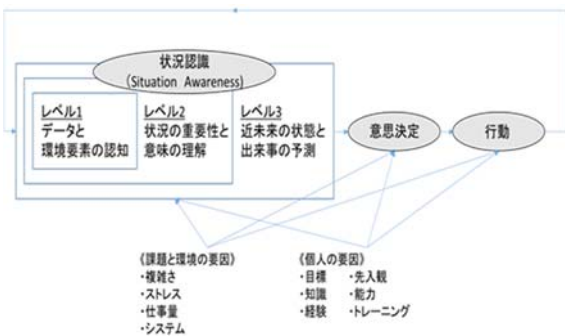 状況認識
(Situation Awareness)
レベル1
データと
環境要素の認知
レベル2
状況の重要性と
意味の理解
レベル3
近未来の状態と
出来事の予測
意思決定
行動
《課題と環境の要因》
・複雑さ
・ストレス
・仕事量
・システム
《個人の要因》
・目標 ・先入観
・知識 ・能力
・経験 ・トレーニング